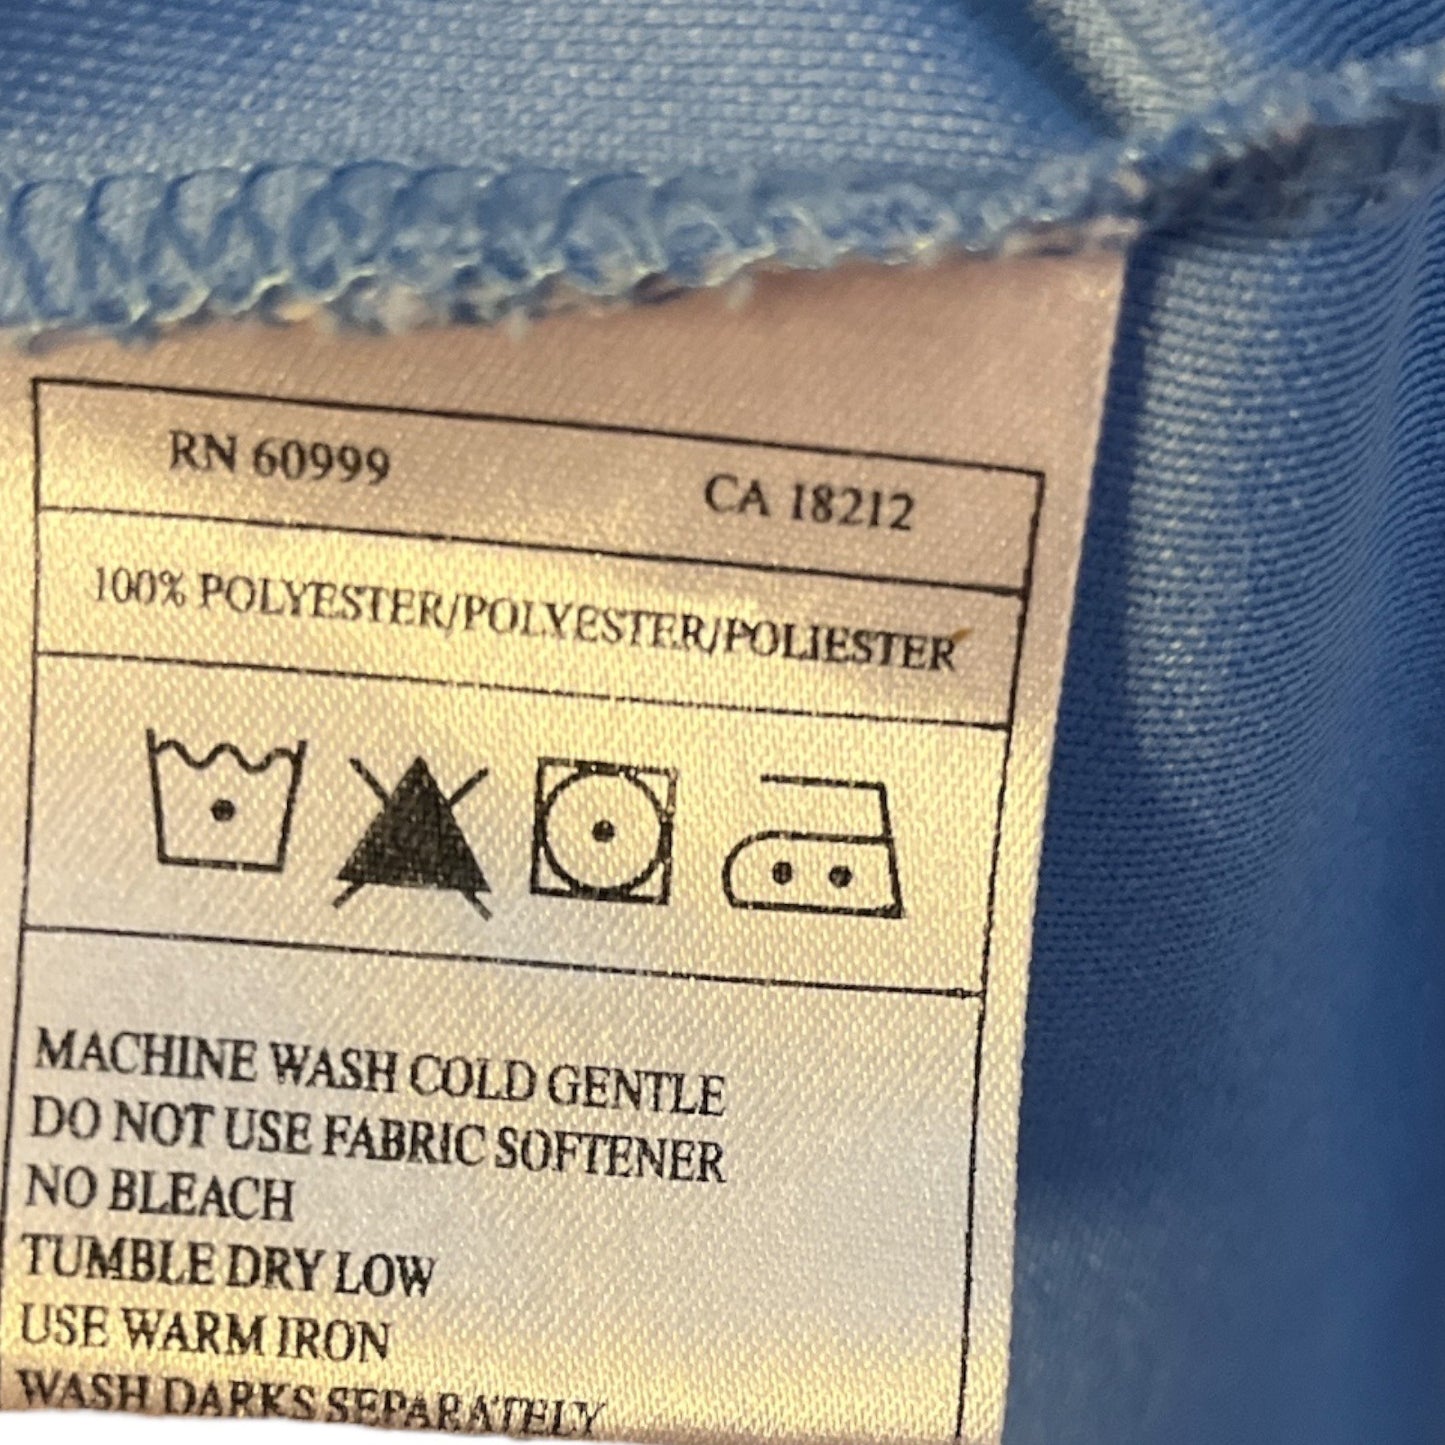 RN 60999 CA 18212
100% POLYESTER/POLYESTER/POLIESTER
MACHINE WASH COLD GENTLE
DO NOT USE FABRIC SOFTENER
NO BLEACH
TUMBLE DRY LOW
USE WARM IRON
WASH DARKS SEPARATELY